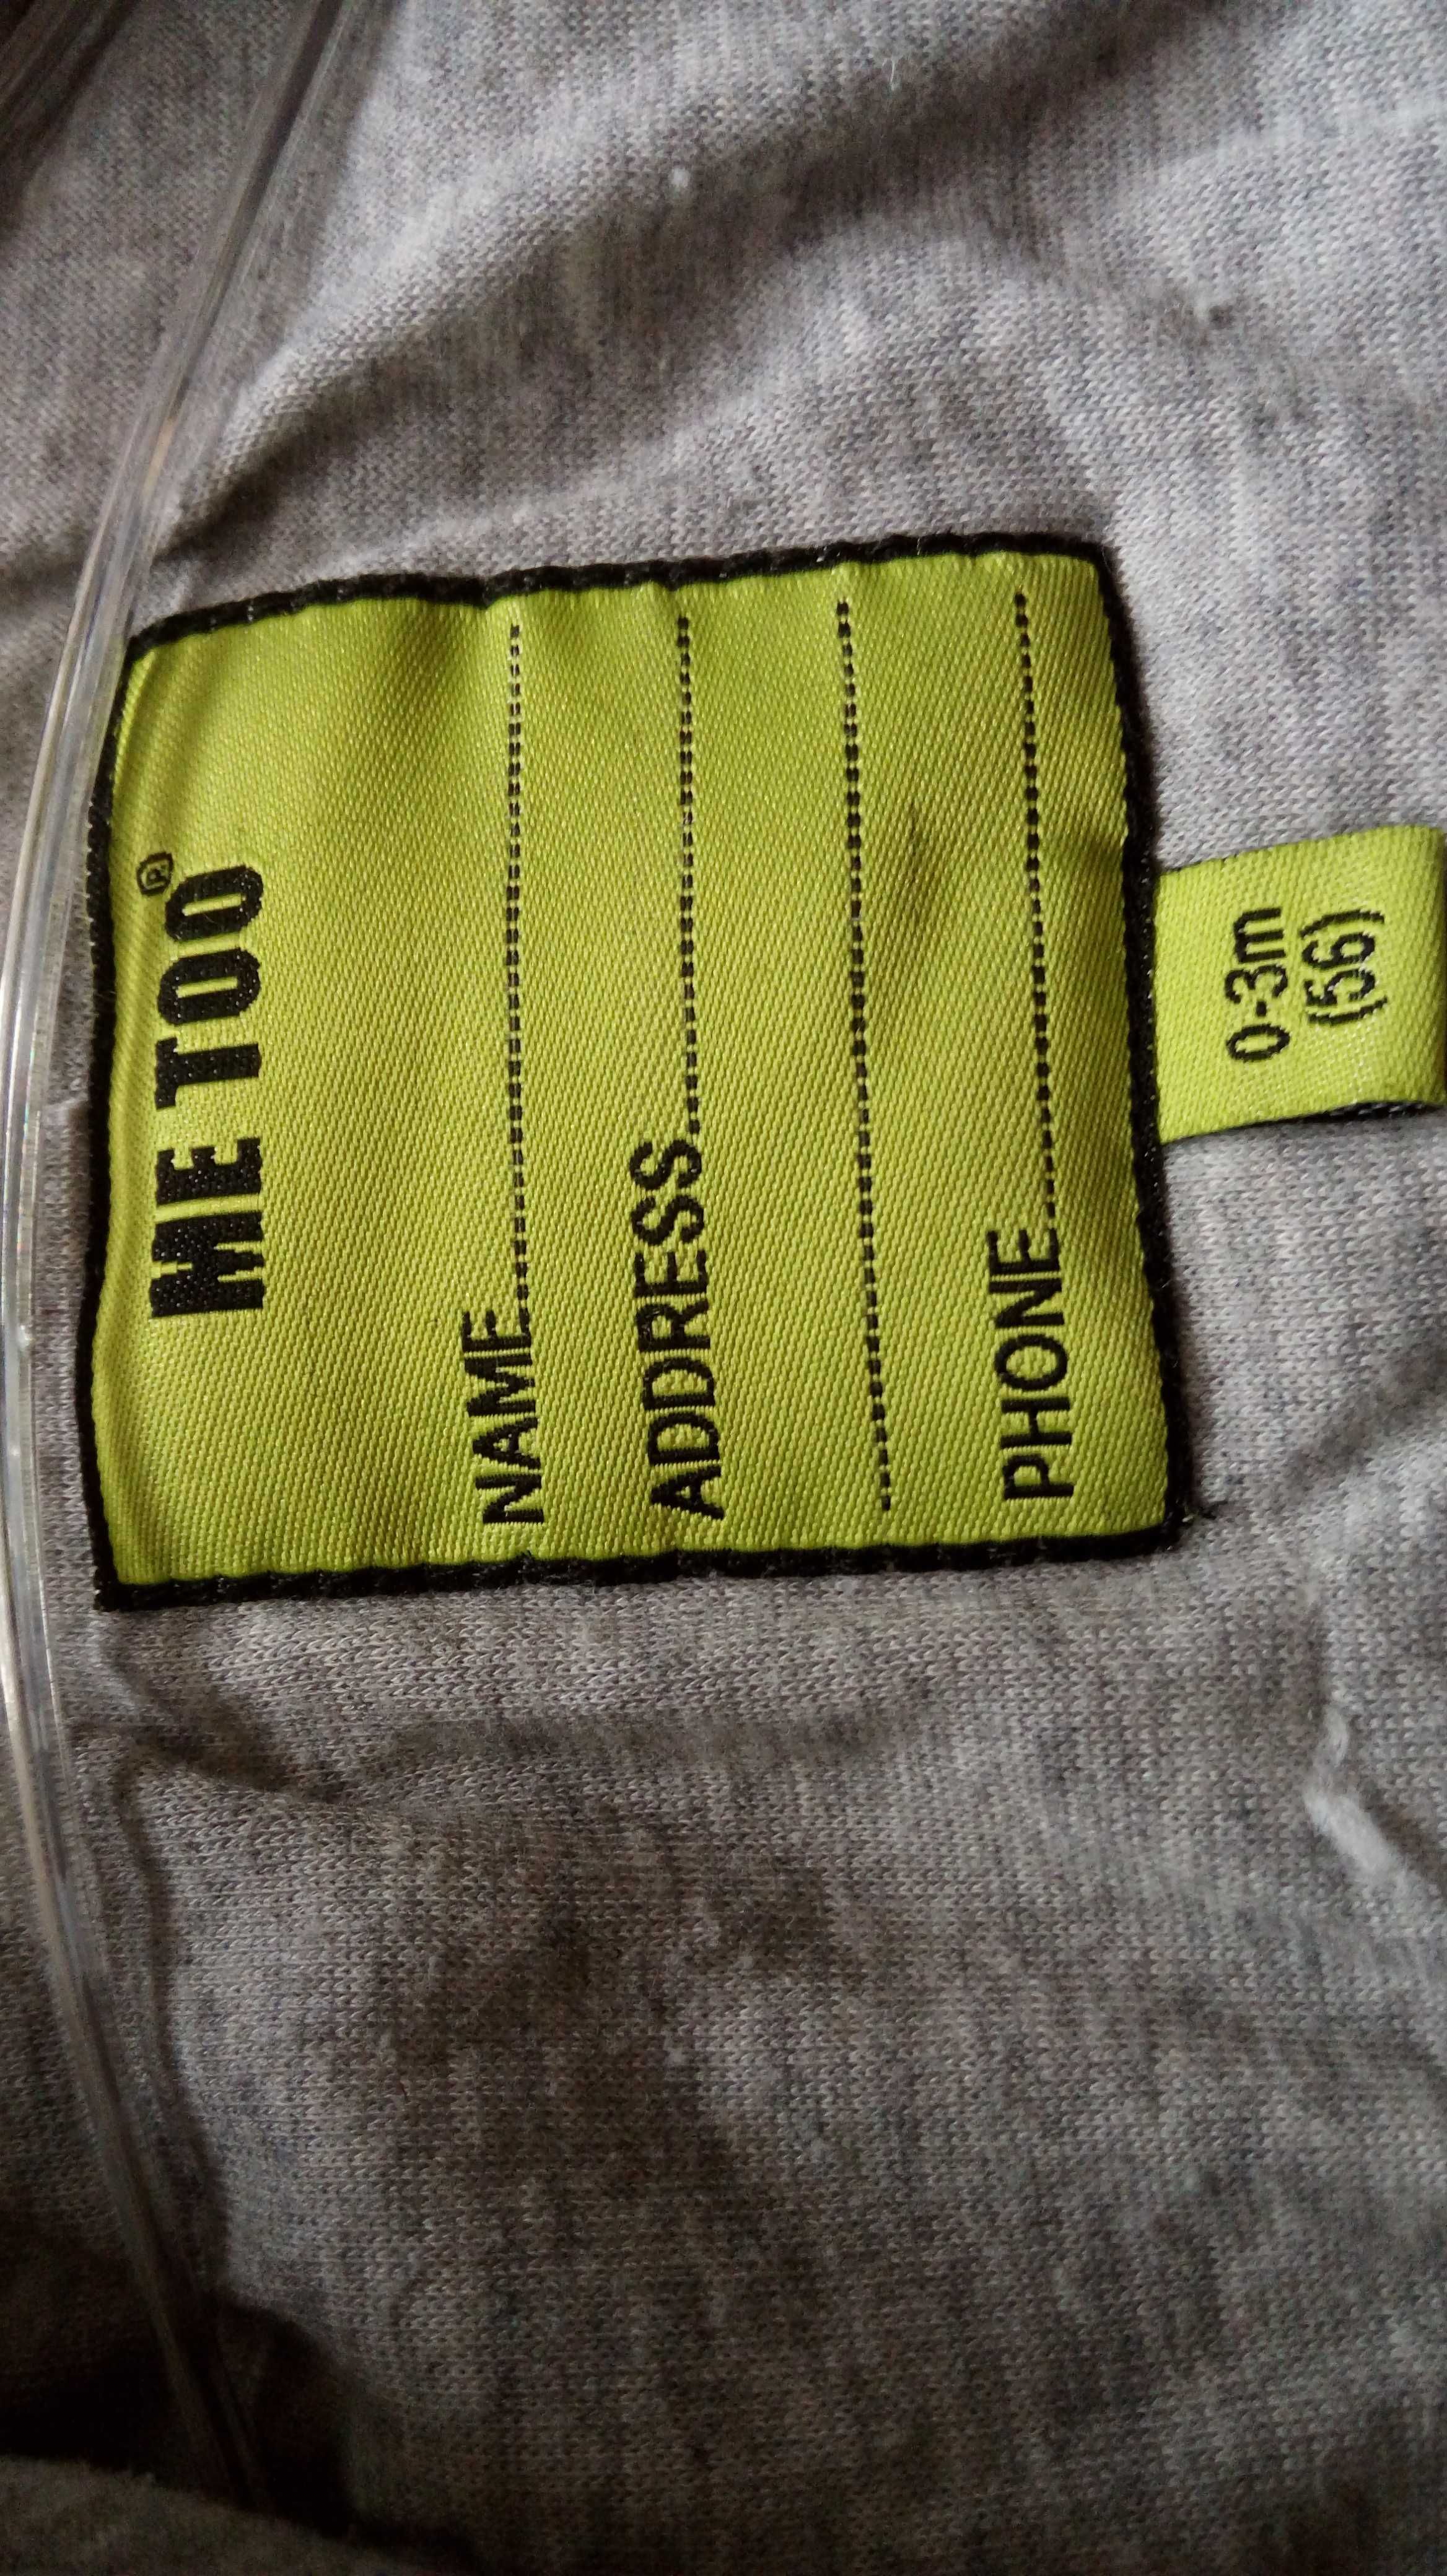 ME TOO®
NAME
ADDRESS
PHONE
0-3m
(56)